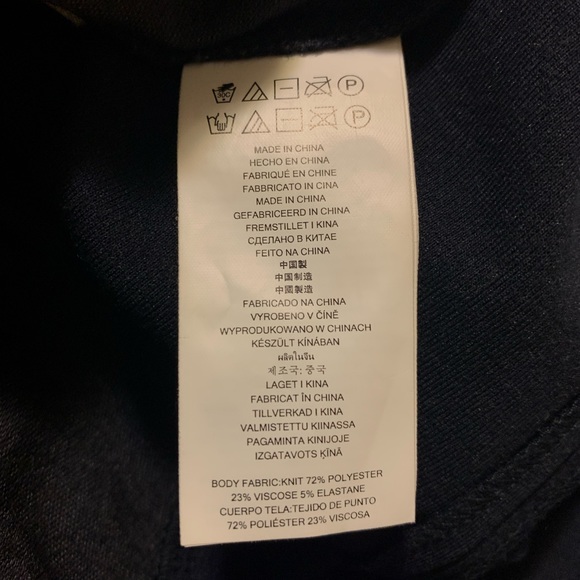 MADE IN CHINA
HECHO EN CHINA
FABRIQUÉ EN CHINE
FABBRICATO IN CINA
MADE IN CHINA
GEFABRICEERD IN CHINA
FREMSTILLET I KINA
СДЕЛАНО В КИТАЕ
FEITO NA CHINA
中国製
中国制造
中國製造
FABRICADO NA CHINA
VYROBENO V ČÍNĚ
WYPRODUKOWANO W CHINACH
KÉSZÜLT KÍNÁBAN
ผลิตในจีน
제조국: 중국
LAGET I KINA
FABRICAT ÎN CHINA
TILLVERKAD I KINA
VALMISTETTU KIINASSA
PAGAMINTA KINIJOJE
IZGATAVOTS ĶĪNĀ
BODY FABRIC:KNIT 72% POLYESTER
23% VISCOSE 5% ELASTANE
CUERPO TELA:TEJIDO DE PUNTO
72% POLIÉSTER 23% VISCOSA